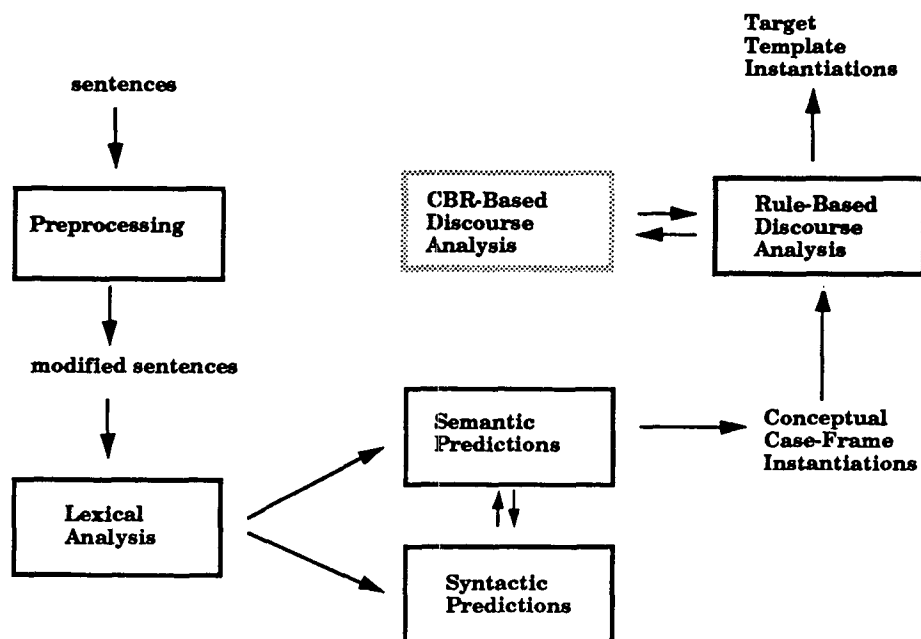 sentences
Preprocessing
modified sentences
Lexical
Analysis
Semantic
Predictions
Syntactic
Predictions
Conceptual
Case-Frame
Instantiations
CBR-Based
Discourse
Analysis
Rule-Based
Discourse
Analysis
Target
Template
Instantiations